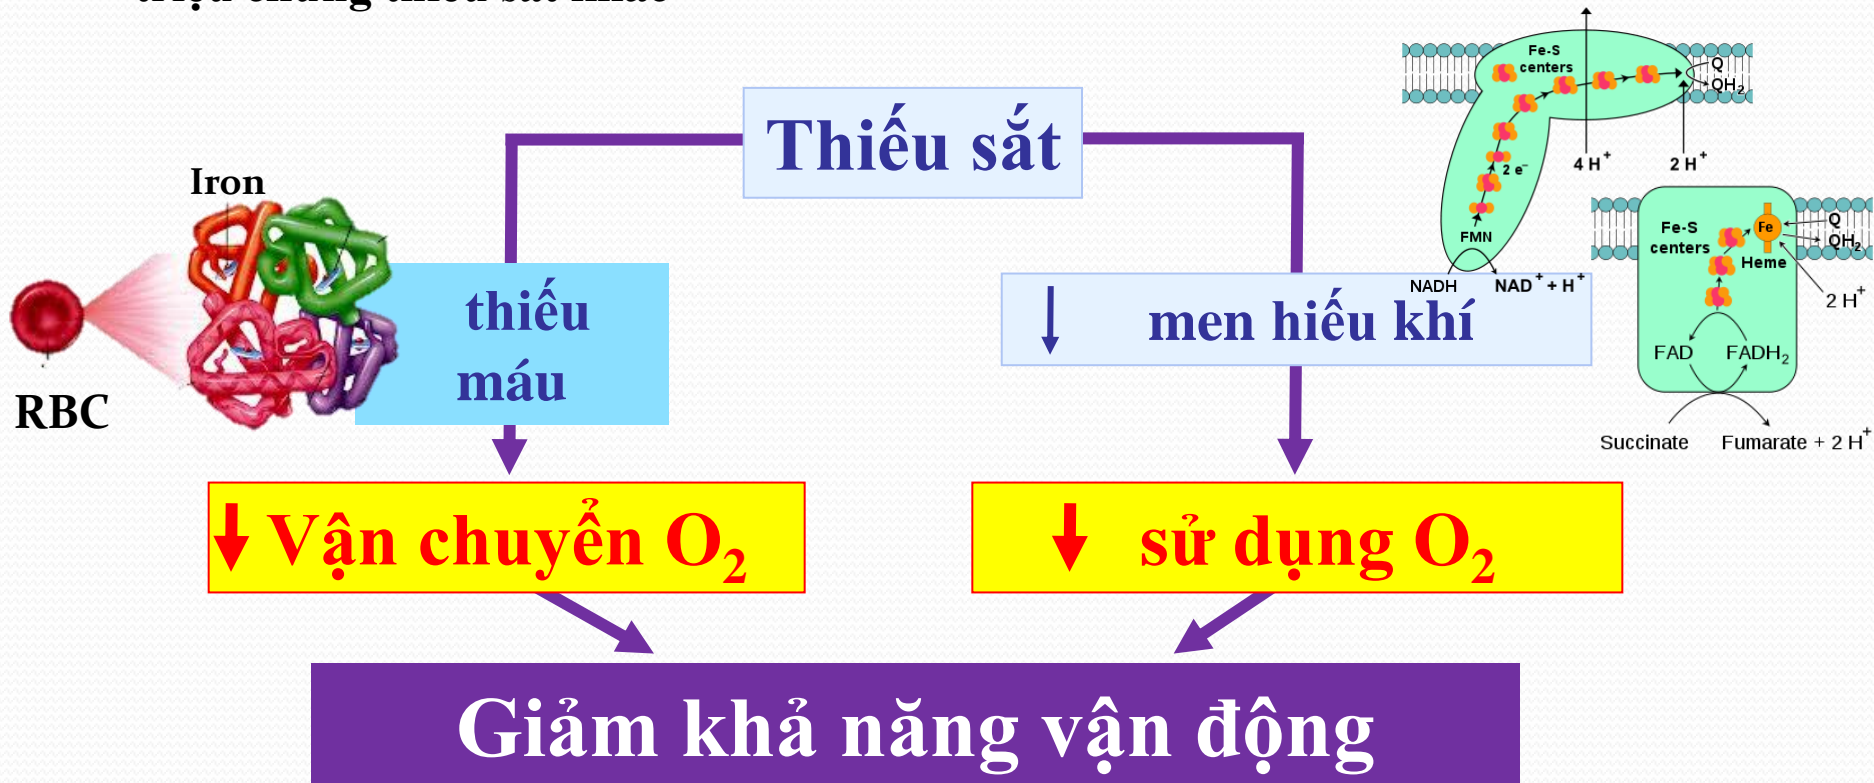 Thiếu sắt
Iron
RBC
thiếu
máu
↓ men hiếu khí
↓ Vận chuyển O₂
↓ sử dụng O₂
Giảm khả năng vận động
Fe-S
centers
Q
QH₂
4 H⁺
2 H⁺
2 e⁻
FMN
NADH
NAD⁺ + H⁺
Fe-S
centers
Fe
Heme
Q
QH₂
2 H⁺
FAD
FADH₂
Succinate
Fumarate + 2 H⁺